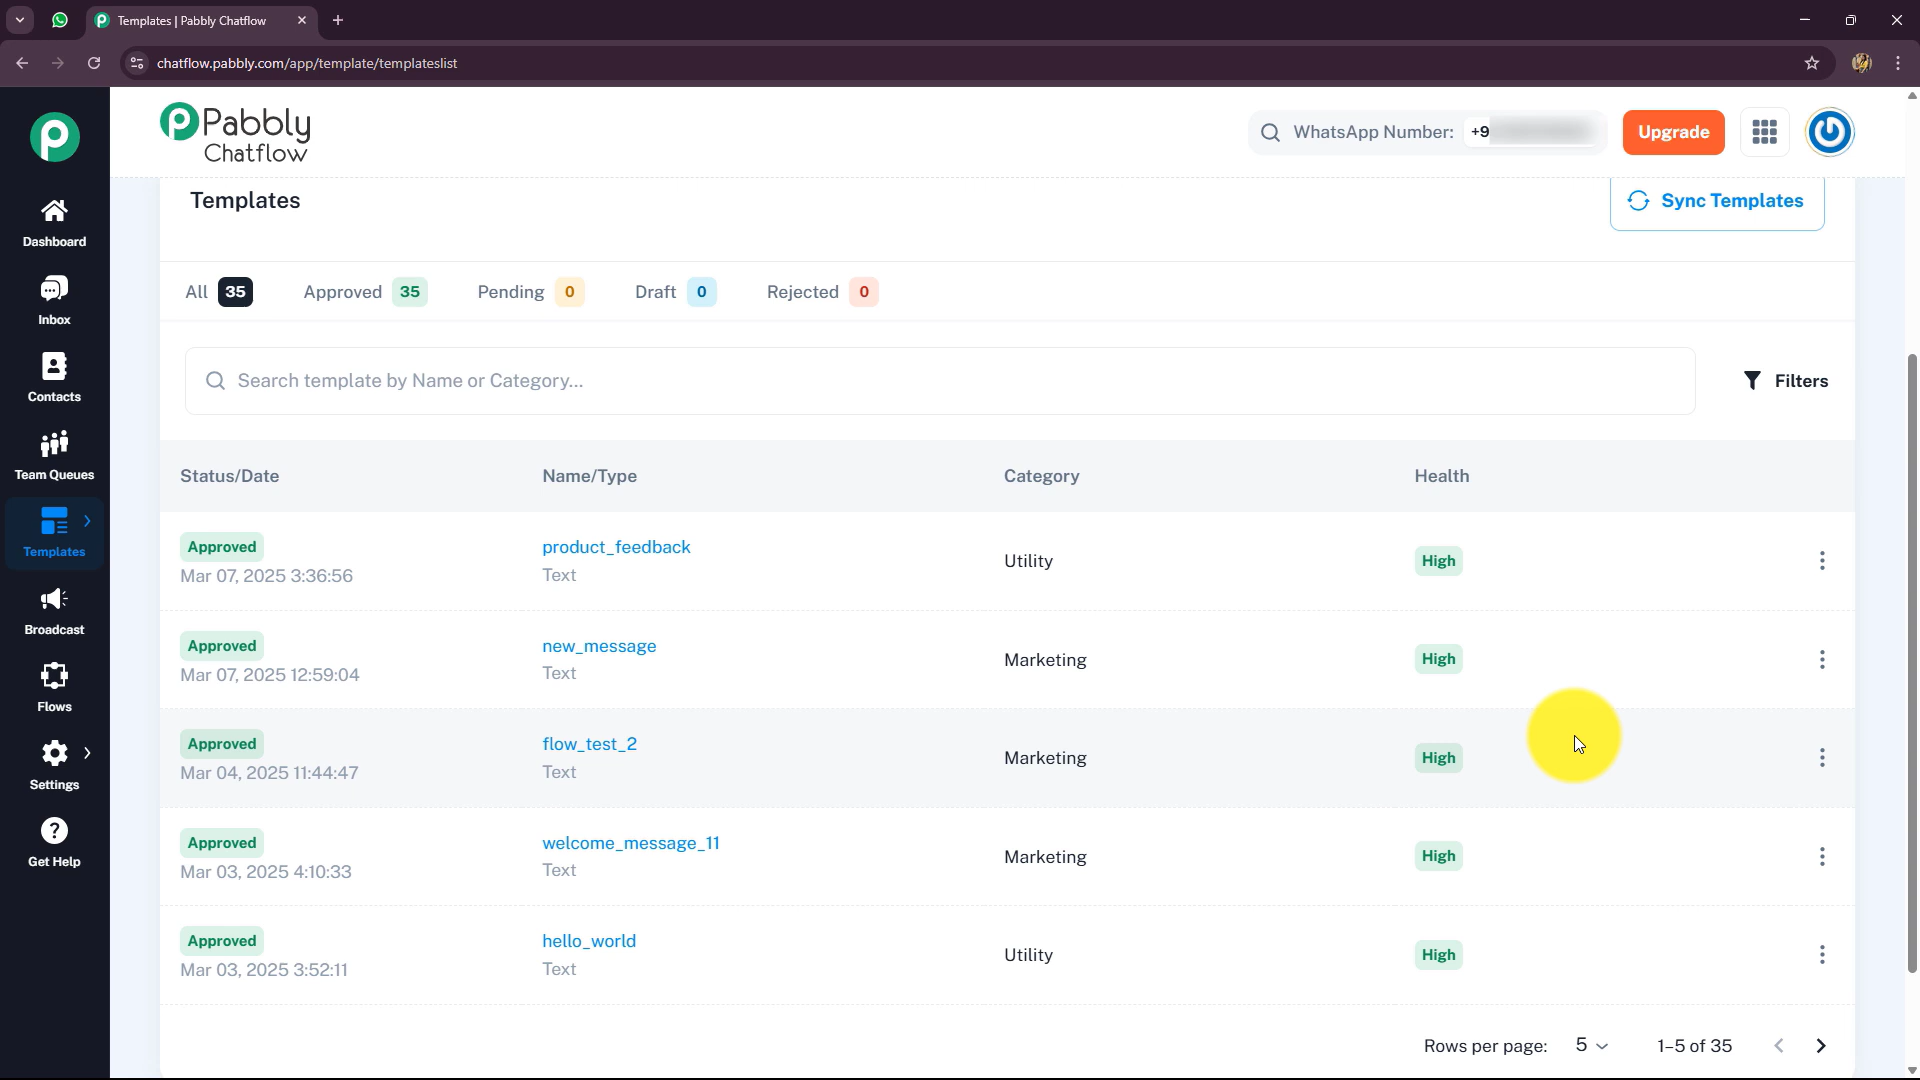 Templates | Pabbly Chatflow
chatflow.pabbly.com/app/template/templateslist
Pabbly
Chatflow
WhatsApp Number: +9
Upgrade
Dashboard
Inbox
Contacts
Team Queues
Templates
Broadcast
Flows
Settings
Get Help
Templates
Sync Templates
All 35 Approved 35 Pending 0 Draft 0 Rejected 0
Search template by Name or Category...
Filters
Status/Date Name/Type Category Health
Approved product_feedback Utility High
Mar 07, 2025 3:36:56 Text
Approved new_message Marketing High
Mar 07, 2025 12:59:04 Text
Approved flow_test_2 Marketing High
Mar 04, 2025 11:44:47 Text
Approved welcome_message_11 Marketing High
Mar 03, 2025 4:10:33 Text
Approved hello_world Utility High
Mar 03, 2025 3:52:11 Text
Rows per page: 5 1–5 of 35